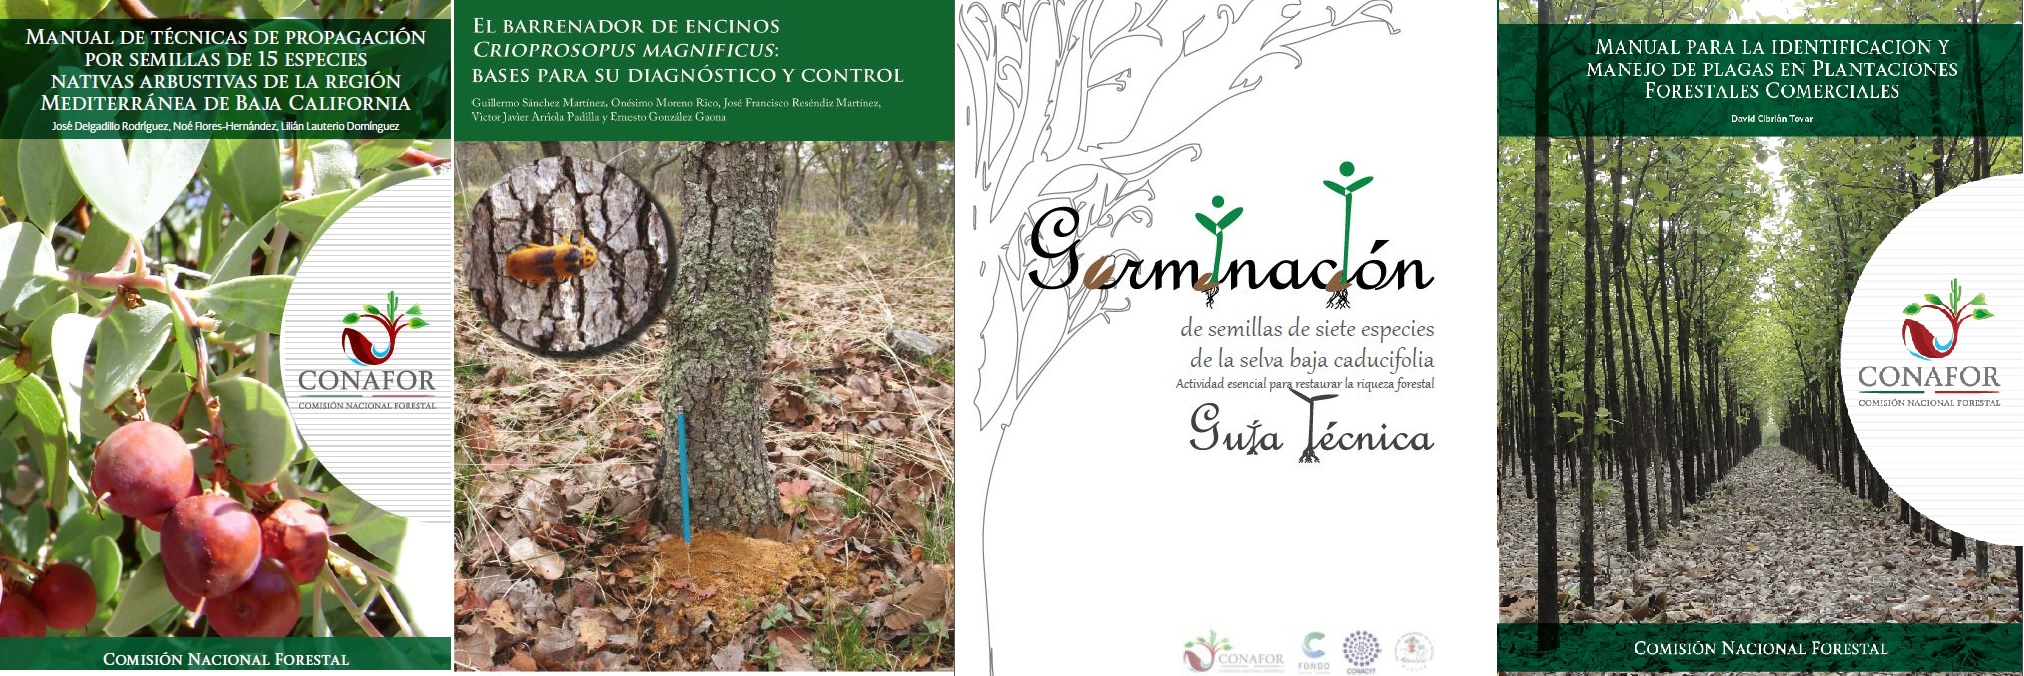 MANUAL DE TÉCNICAS DE PROPAGACIÓN
POR SEMILLAS DE 15 ESPECIES
NATIVAS ARBUSTIVAS DE LA REGIÓN
MEDITERRÁNEA DE BAJA CALIFORNIA
José Delgadillo Rodríguez, Noé Flores-Hernández, Lilián Lauterio Domínguez
CONAFOR
COMISIÓN NACIONAL FORESTAL
COMISIÓN NACIONAL FORESTAL
EL BARRENADOR DE ENCINOS
CRIOPROSOPUS MAGNIFICUS:
BASES PARA SU DIAGNÓSTICO Y CONTROL
Guillermo Sánchez Martínez, Onésimo Moreno Rico, José Francisco Reséndiz Martínez,
Víctor Javier Arriola Padilla y Ernesto González Gaona
Germinación
de semillas de siete especies
de la selva baja caducifolia
Actividad esencial para restaurar la riqueza forestal
Guía Técnica
CONAFOR
FONDO
CONACYT
MANUAL PARA LA IDENTIFICACION Y
MANEJO DE PLAGAS EN PLANTACIONES
FORESTALES COMERCIALES
David Cibrián Tovar
CONAFOR
COMISIÓN NACIONAL FORESTAL
COMISIÓN NACIONAL FORESTAL